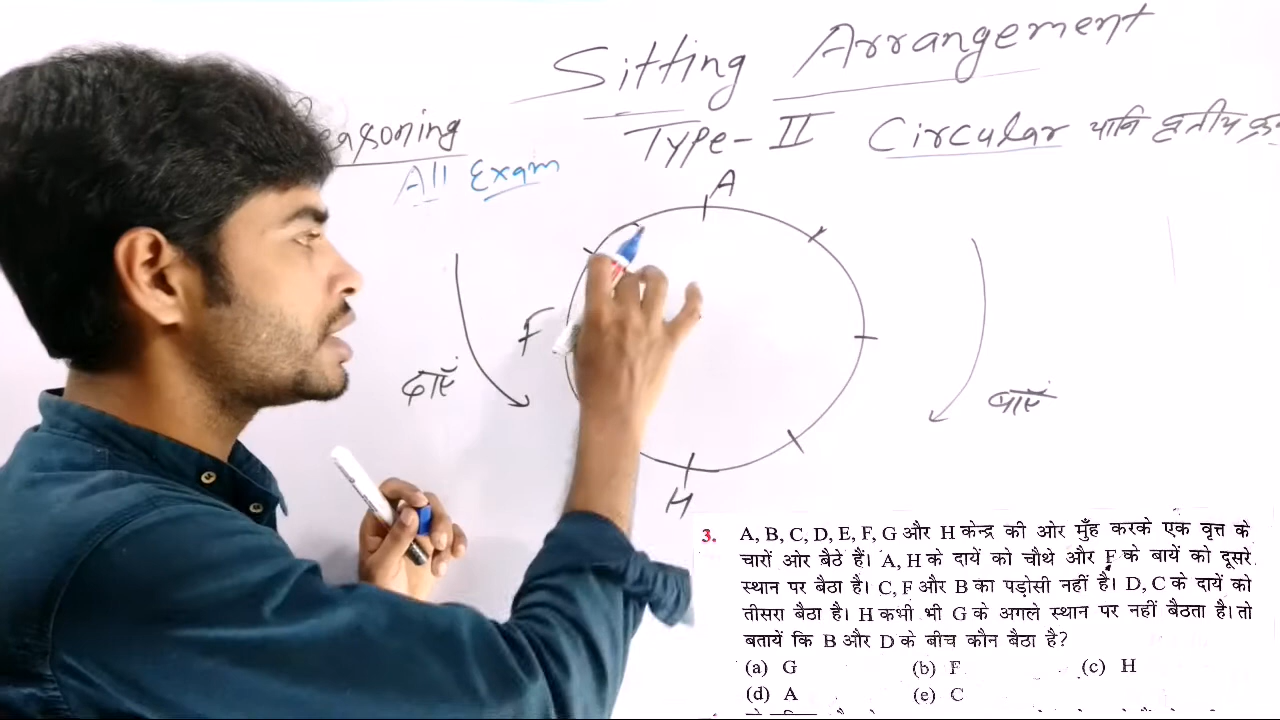 Sitting Arrangement
Reasoning
Type-II Circular यानि
All Exam
A
F
दाएँ
बाएँ
H
3. A, B, C, D, E, F, G और H केन्द्र की ओर मुँह करके एक वृत्त के
चारों ओर बैठे हैं। A, H के दायें को चौथे और F के बायें को दूसरे
स्थान पर बैठा है। C, F और B का पड़ोसी नहीं है। D, C के दायें को
तीसरा बैठा है। H कभी भी G के अगले स्थान पर नहीं बैठता है। तो
बतायें कि B और D के बीच कौन बैठा है?
(a) G (b) F (c) H
(d) A (e) C